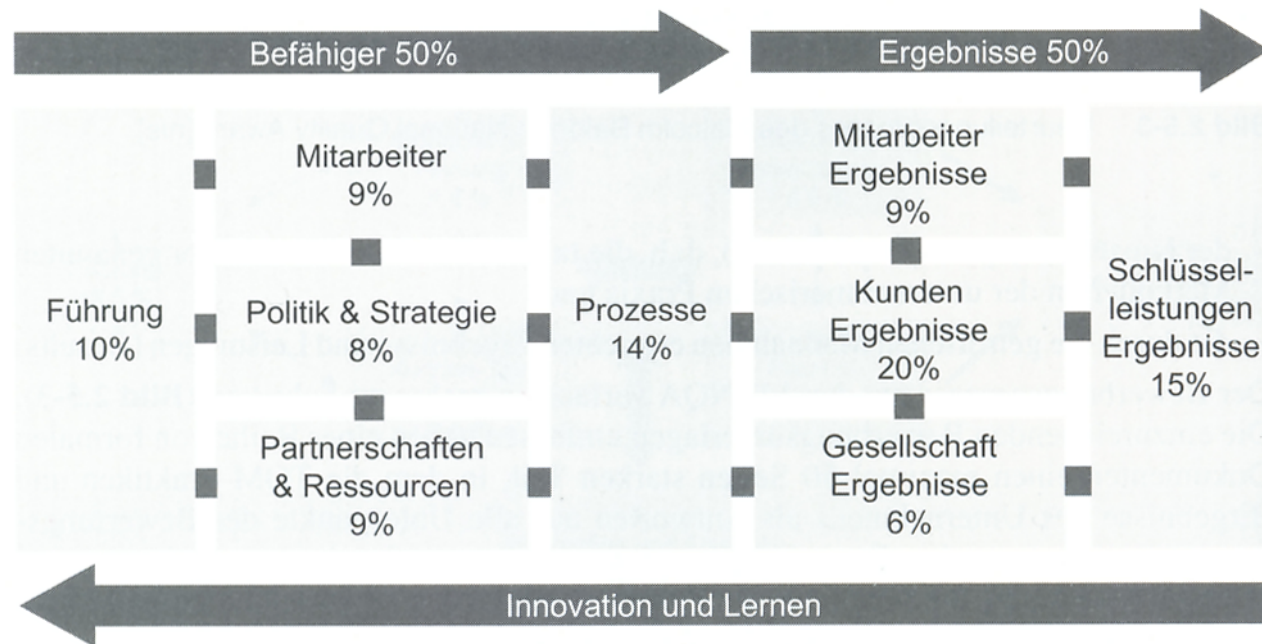 Befähiger 50%
Ergebnisse 50%
Führung
10%
Mitarbeiter
9%
Politik & Strategie
8%
Partnerschaften
& Ressourcen
9%
Prozesse
14%
Mitarbeiter
Ergebnisse
9%
Kunden
Ergebnisse
20%
Gesellschaft
Ergebnisse
6%
Schlüssel-
leistungen
Ergebnisse
15%
Innovation und Lernen